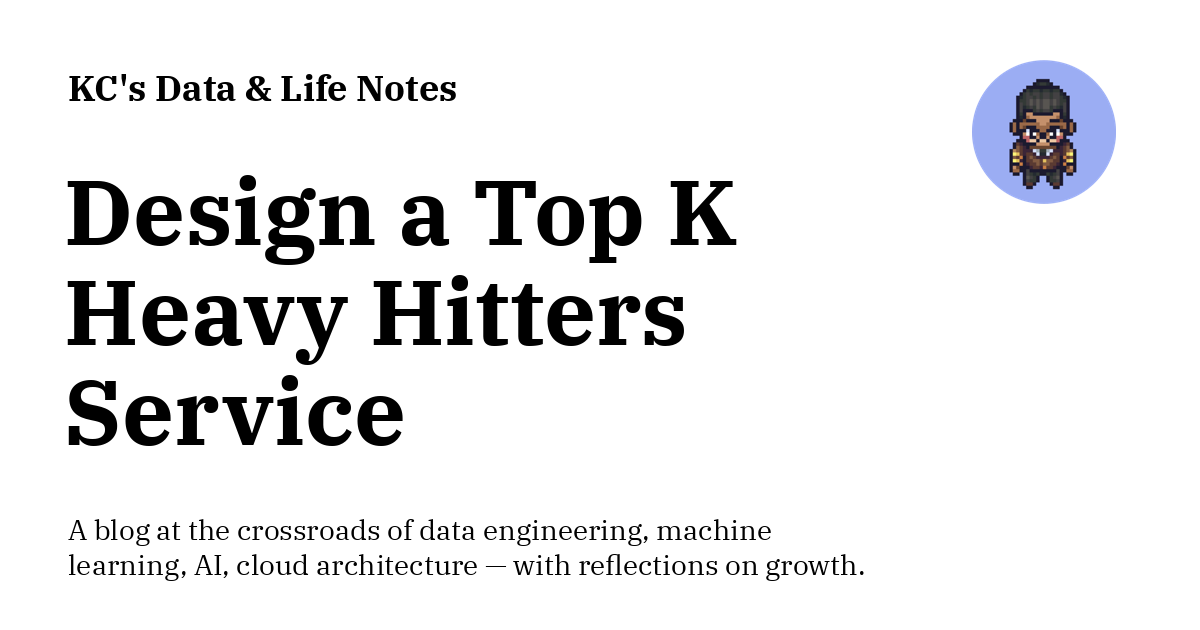 KC's Data & Life Notes
Design a Top K
Heavy Hitters
Service
A blog at the crossroads of data engineering, machine
learning, AI, cloud architecture — with reflections on growth.